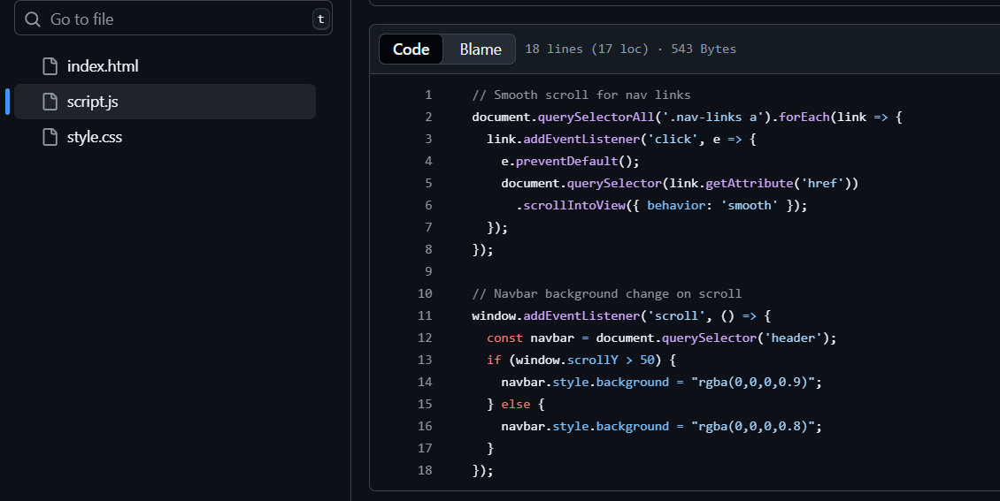 Go to file
t
index.html
script.js
style.css
Code Blame 18 lines (17 loc) · 543 Bytes
1 // Smooth scroll for nav links
2 document.querySelectorAll('.nav-links a').forEach(link => {
3 link.addEventListener('click', e => {
4 e.preventDefault();
5 document.querySelector(link.getAttribute('href'))
6 .scrollIntoView({ behavior: 'smooth' });
7 });
8 });
9
10 // Navbar background change on scroll
11 window.addEventListener('scroll', () => {
12 const navbar = document.querySelector('header');
13 if (window.scrollY > 50) {
14 navbar.style.background = "rgba(0,0,0,0.9)";
15 } else {
16 navbar.style.background = "rgba(0,0,0,0.8)";
17 }
18 });